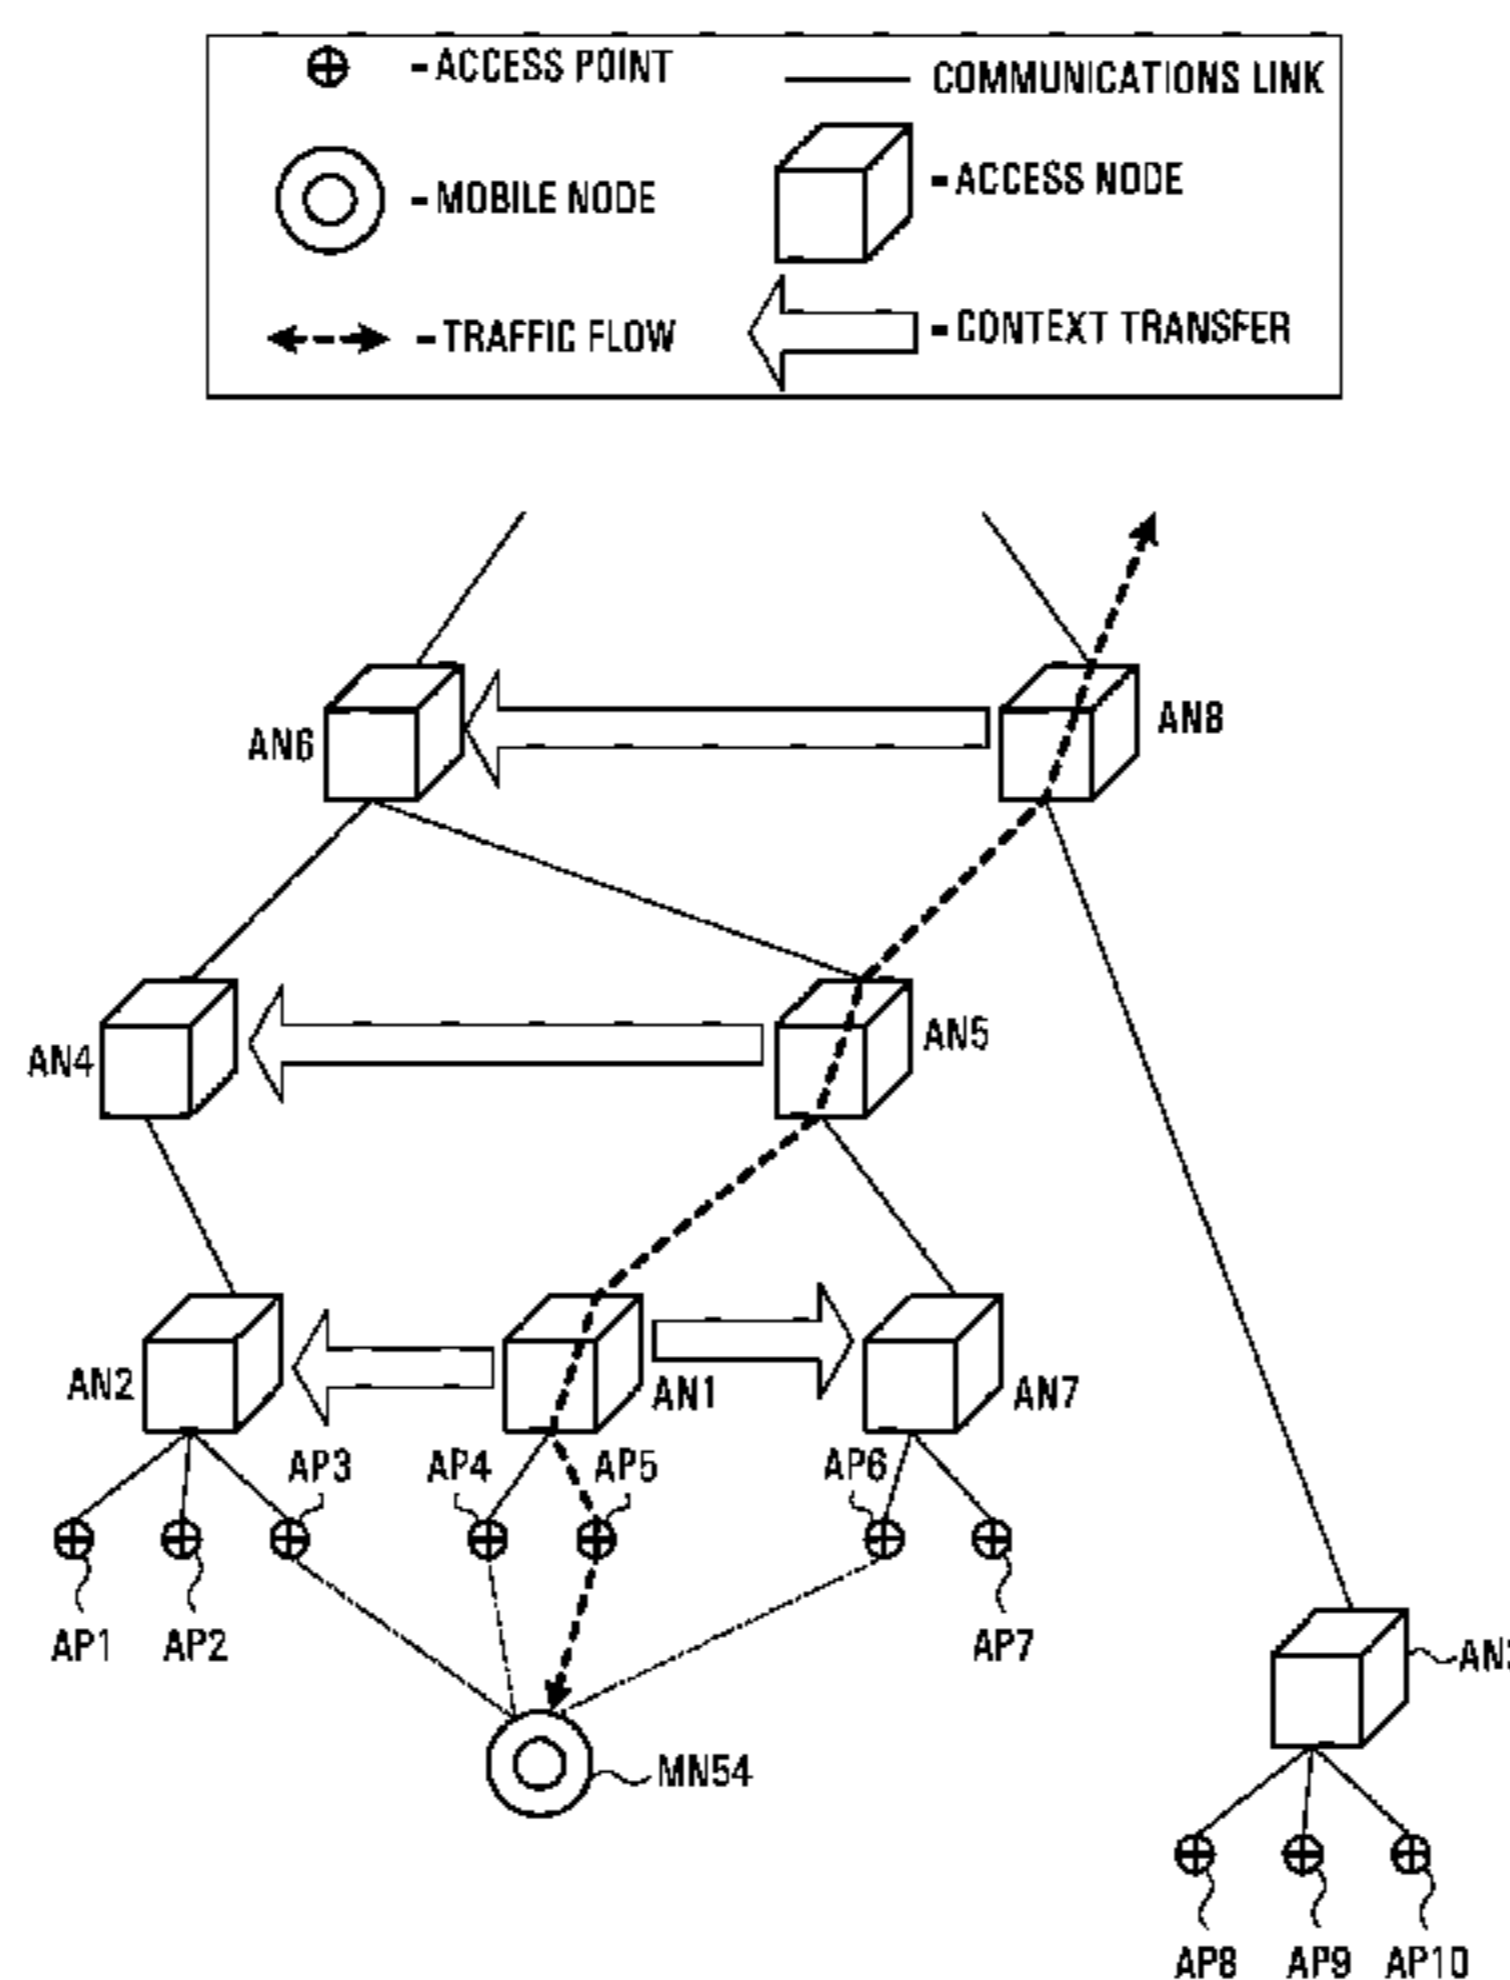 - ACCESS POINT
COMMUNICATIONS LINK
- MOBILE NODE
- ACCESS NODE
- TRAFFIC FLOW
- CONTEXT TRANSFER
AN6
AN8
AN4
AN5
AN2
AN1
AN7
AP3
AP4
AP5
AP6
AP1
AP2
AP7
MN54
AP8
AP9
AP10